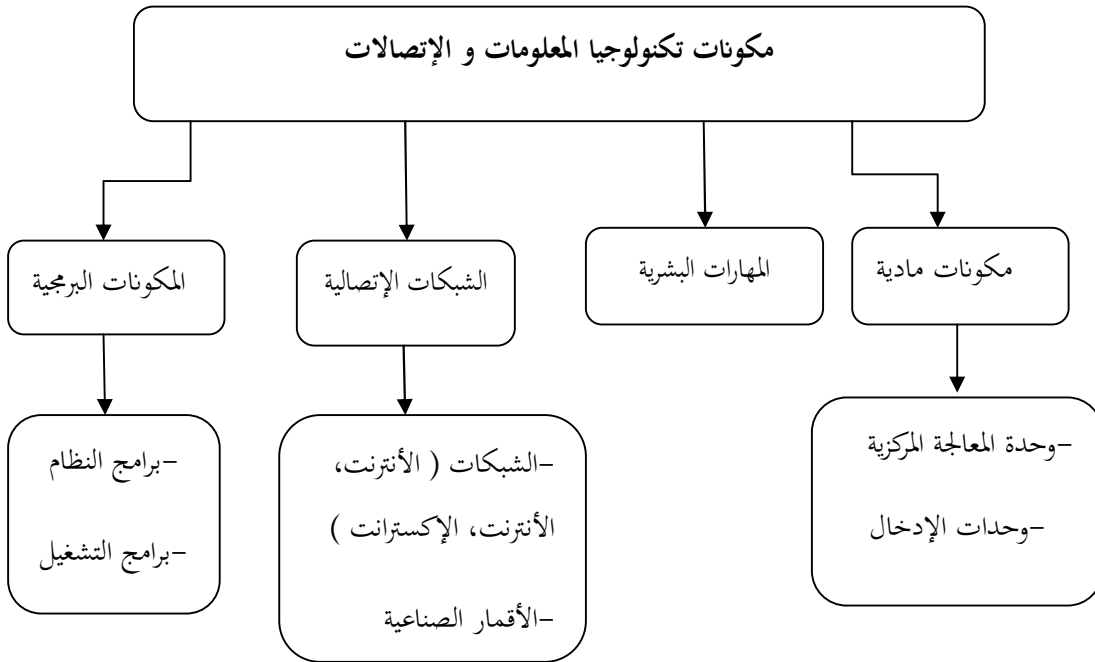 مكونات تكنولوجيا المعلومات و الإتصالات
مكونات مادية
المهارات البشرية
الشبكات الإتصالية
المكونات البرمجية
-وحدة المعالجة المركزية
-وحدات الإدخال
-الشبكات ( الأنترنت،
الأنترنت، الإكسترانت )
-الأقمار الصناعية
-برامج النظام
-برامج التشغيل